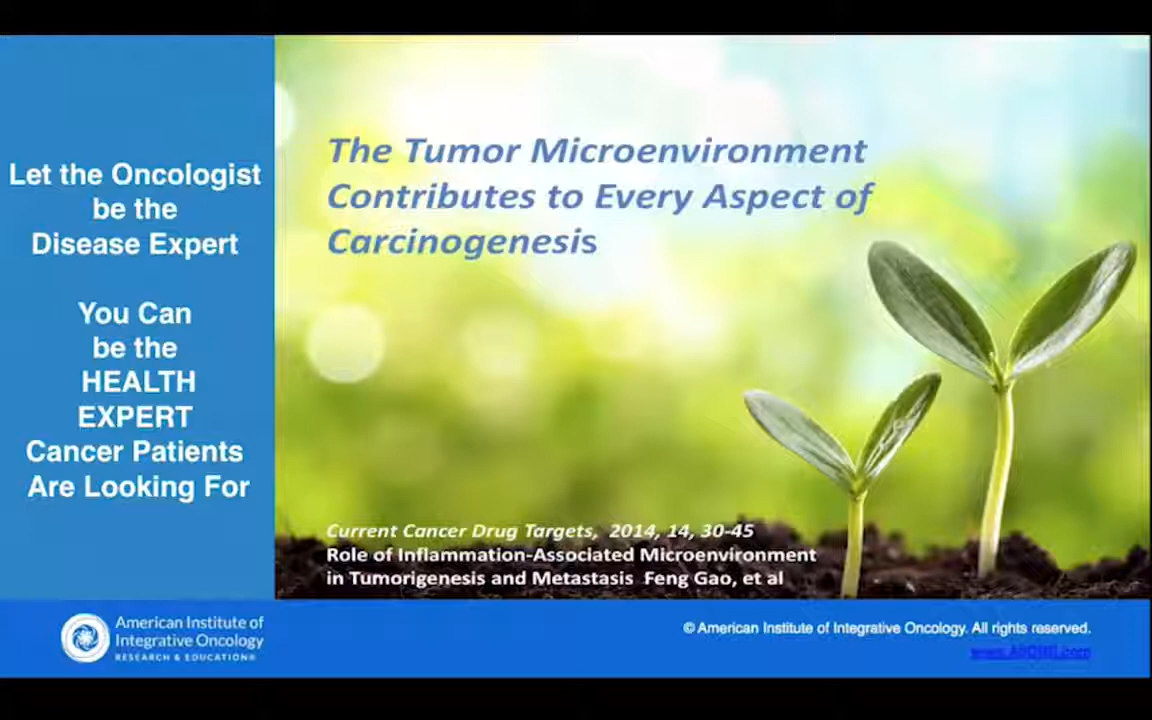 Let the Oncologist
be the
Disease Expert
You Can
be the
HEALTH
EXPERT
Cancer Patients
Are Looking For
The Tumor Microenvironment
Contributes to Every Aspect of
Carcinogenesis
Current Cancer Drug Targets, 2014, 14, 30-45
Role of Inflammation-Associated Microenvironment
in Tumorigenesis and Metastasis Feng Gao, et al
American Institute of
Integrative Oncology
RESEARCH & EDUCATION®
© American Institute of Integrative Oncology. All rights reserved.